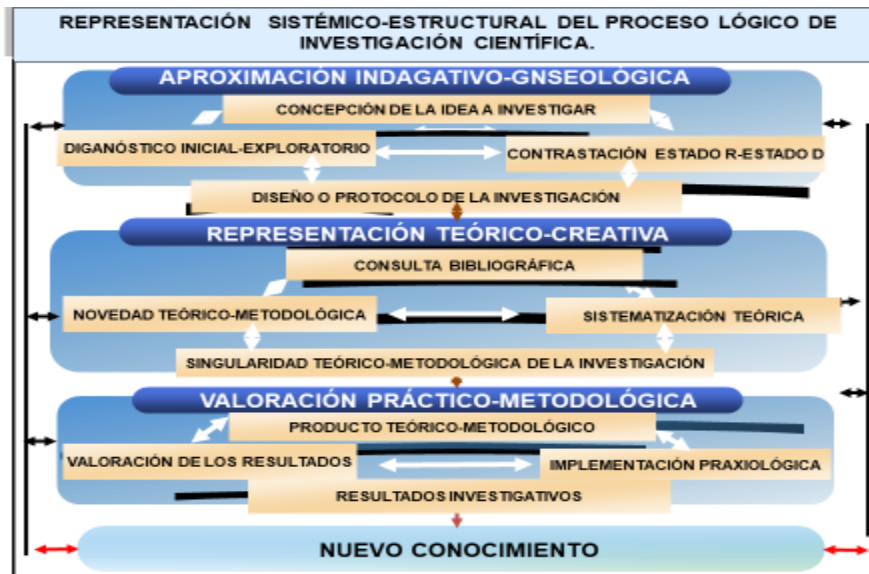 REPRESENTACIÓN SISTÉMICO-ESTRUCTURAL DEL PROCESO LÓGICO DE
INVESTIGACIÓN CIENTÍFICA.
APROXIMACIÓN INDAGATIVO-GNSEOLÓGICA
CONCEPCIÓN DE LA IDEA A INVESTIGAR
DIGANÓSTICO INICIAL-EXPLORATORIO
CONTRASTACIÓN ESTADO R-ESTADO D
DISEÑO O PROTOCOLO DE LA INVESTIGACIÓN
REPRESENTACIÓN TEÓRICO-CREATIVA
CONSULTA BIBLIOGRÁFICA
NOVEDAD TEÓRICO-METODOLÓGICA
SISTEMATIZACIÓN TEÓRICA
SINGULARIDAD TEÓRICO-METODOLÓGICA DE LA INVESTIGACIÓN
VALORACIÓN PRÁCTICO-METODOLÓGICA
PRODUCTO TEÓRICO-METODOLÓGICO
VALORACIÓN DE LOS RESULTADOS
IMPLEMENTACIÓN PRAXIOLÓGICA
RESULTADOS INVESTIGATIVOS
NUEVO CONOCIMIENTO